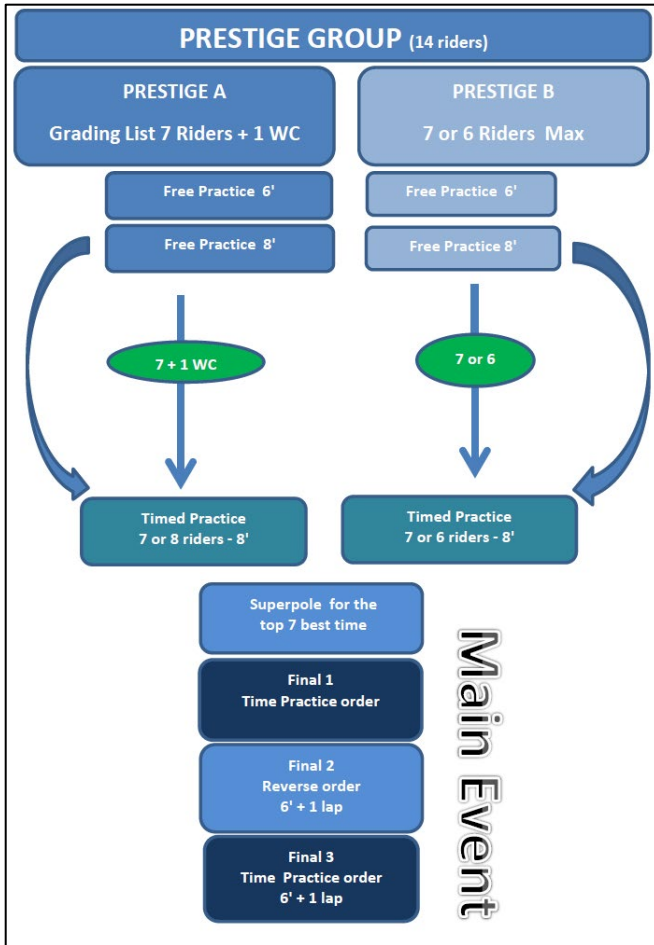 PRESTIGE GROUP (14 riders)
PRESTIGE A
Grading List 7 Riders + 1 WC
PRESTIGE B
7 or 6 Riders Max
Free Practice 6'
Free Practice 6'
Free Practice 8'
Free Practice 8'
7 + 1 WC
7 or 6
Timed Practice
7 or 8 riders - 8'
Timed Practice
7 or 6 riders - 8'
Superpole for the
top 7 best time
Final 1
Time Practice order
Final 2
Reverse order
6' + 1 lap
Final 3
Time Practice order
6' + 1 lap
Main Event